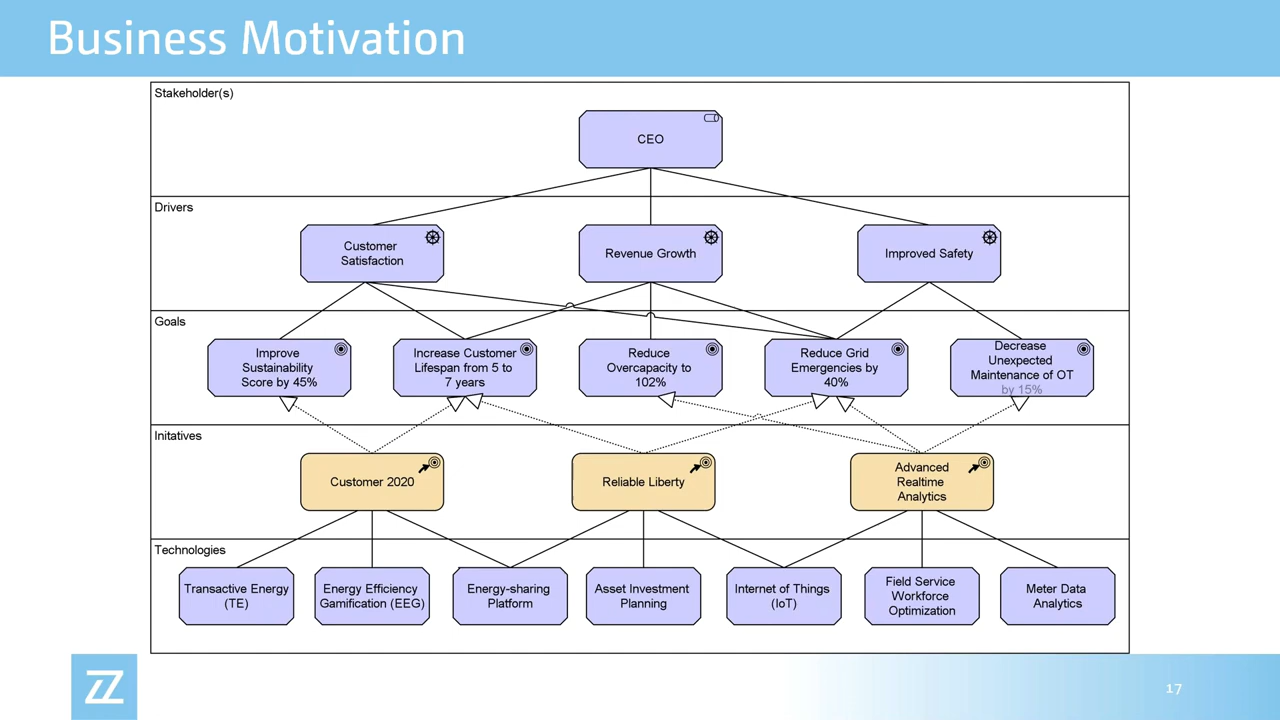 Business Motivation
Stakeholder(s)
CEO
Drivers
Customer
Satisfaction
Revenue Growth
Improved Safety
Goals
Improve
Sustainability
Score by 45%
Increase Customer
Lifespan from 5 to
7 years
Reduce
Overcapacity to
102%
Reduce Grid
Emergencies by
40%
Decrease
Unexpected
Maintenance of OT
by 15%
Initatives
Customer 2020
Reliable Liberty
Advanced
Realtime
Analytics
Technologies
Transactive Energy
(TE)
Energy Efficiency
Gamification (EEG)
Energy-sharing
Platform
Asset Investment
Planning
Internet of Things
(IoT)
Field Service
Workforce
Optimization
Meter Data
Analytics
ZZ
17